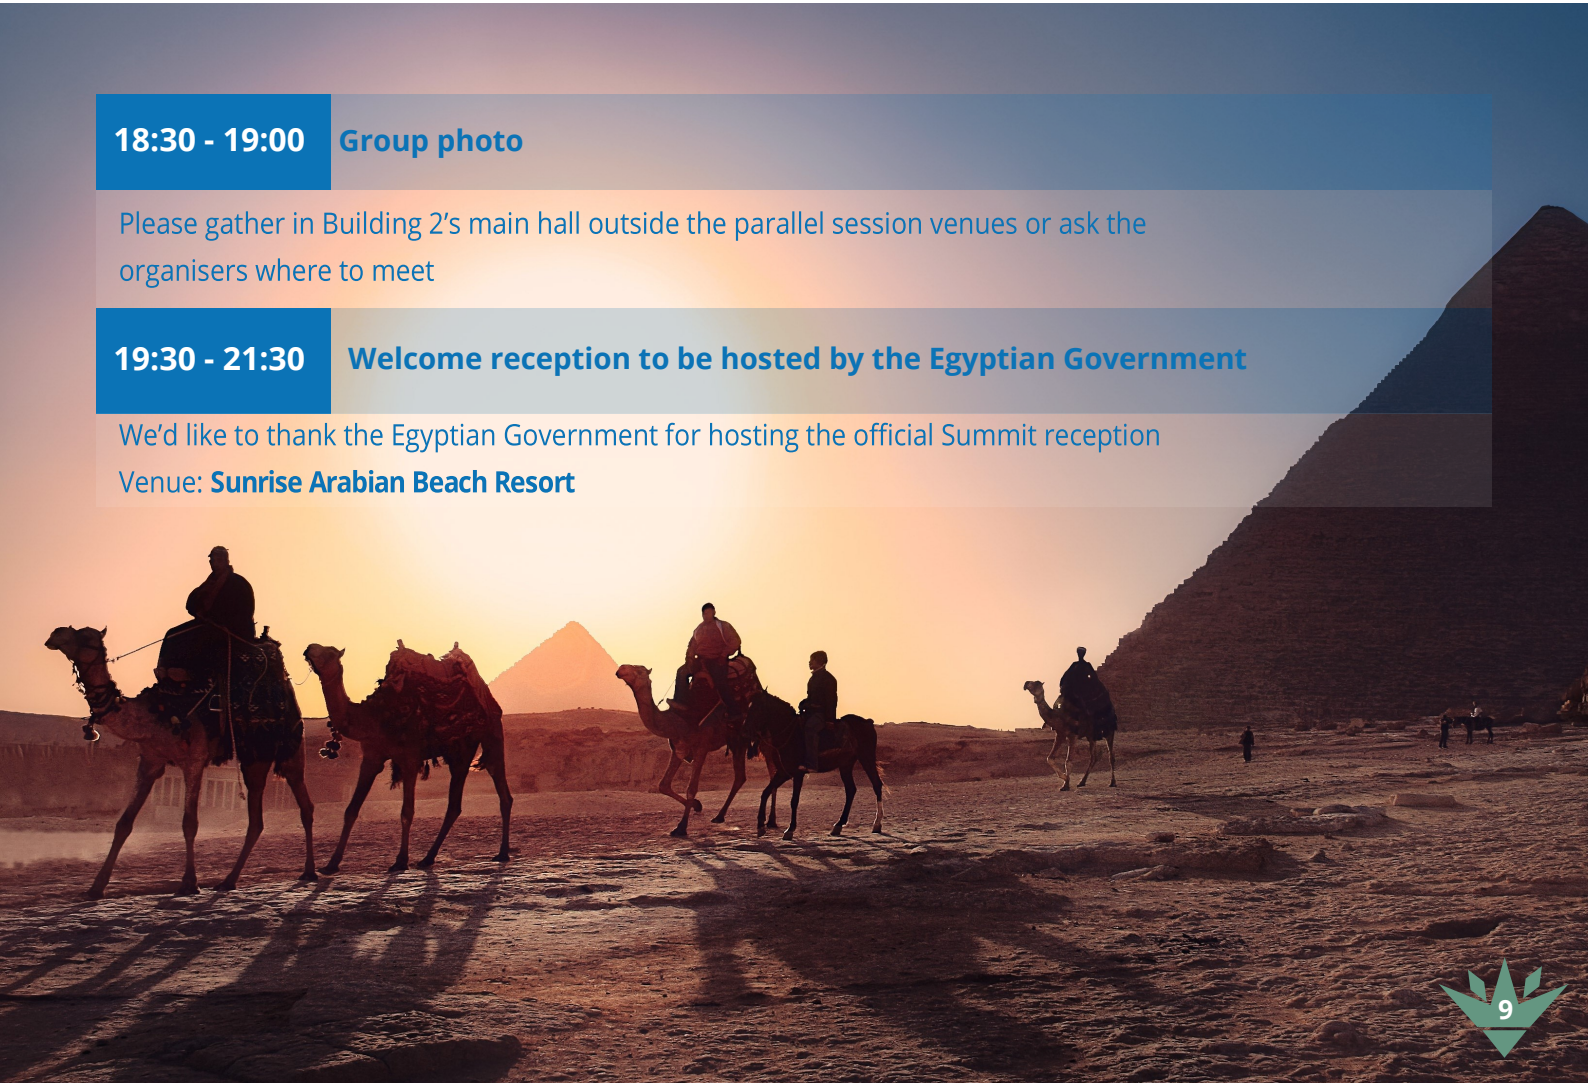 18:30 - 19:00 Group photo
Please gather in Building 2’s main hall outside the parallel session venues or ask the
organisers where to meet
19:30 - 21:30 Welcome reception to be hosted by the Egyptian Government
We’d like to thank the Egyptian Government for hosting the official Summit reception
Venue: Sunrise Arabian Beach Resort
9